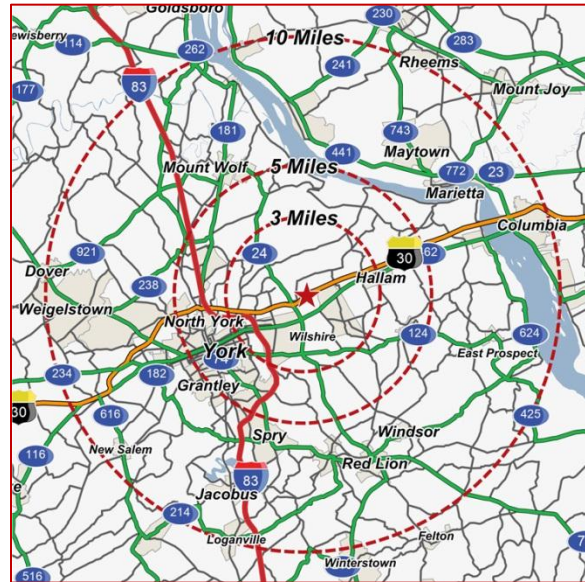 Goldsboro
230
10 Miles
ewisberry
114
262
283
241
Rheems
83
177
Mount Joy
181
743
441
Maytown
Mount Wolf
5 Miles
772
23
Marietta
3 Miles
Columbia
921
24
30
62
Dover
238
Hallam
Weigelstown
North York
Wilshire
124
624
York
East Prospect
234
182
Grantley
30
616
425
Spry
Windsor
116
New Salem
Red Lion
83
Jacobus
214
Loganville
Felton
Winterstown
516